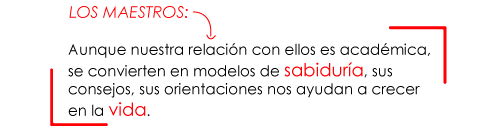 LOS MAESTROS:
Aunque nuestra relación con ellos es académica,
se convierten en modelos de sabiduría, sus
consejos, sus orientaciones nos ayudan a crecer
en la vida.